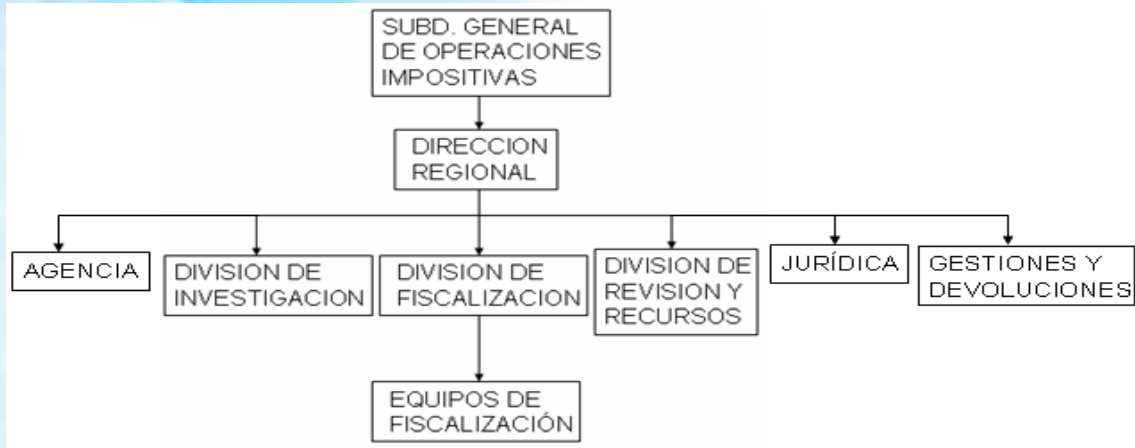 SUBD. GENERAL
DE OPERACIONES
IMPOSITIVAS
DIRECCION
REGIONAL
AGENCIA
DIVISION DE
INVESTIGACION
DIVISION DE
FISCALIZACION
DIVISION DE
REVISION Y
RECURSOS
JURÍDICA
GESTIONES Y
DEVOLUCIONES
EQUIPOS DE
FISCALIZACIÓN